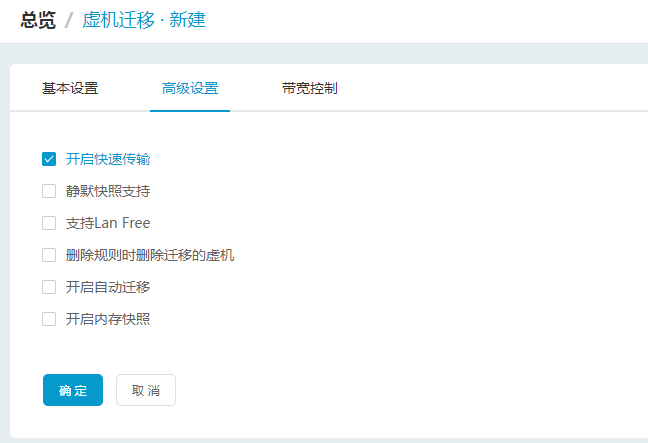 总览 / 虚机迁移 · 新建
基本设置 高级设置 带宽控制
开启快速传输
静默快照支持
支持Lan Free
删除规则时删除迁移的虚机
开启自动迁移
开启内存快照
确定 取消